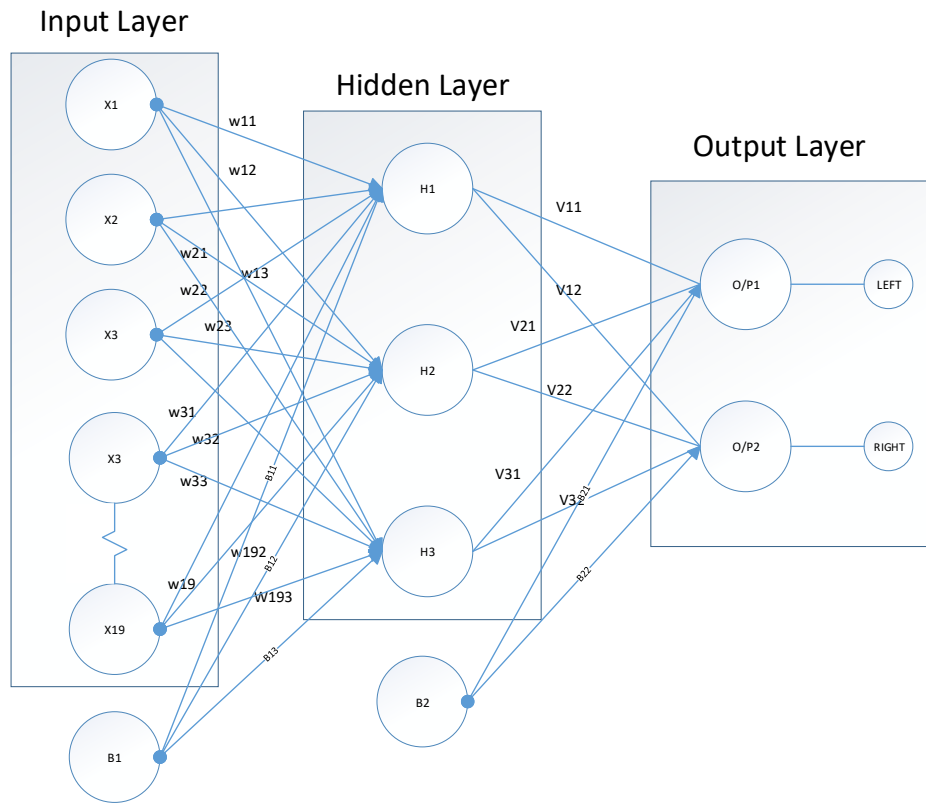 Input Layer
Hidden Layer
Output Layer
X1
w11
w12
H1
X2
V11
w21
w13
w22
V12
O/P1
LEFT
X3
w23
V21
H2
V22
w31
w32
X3
w33
B11
V31
O/P2
RIGHT
V32
B21
w192
B12
H3
w19
W193
B22
X19
B13
B2
B1